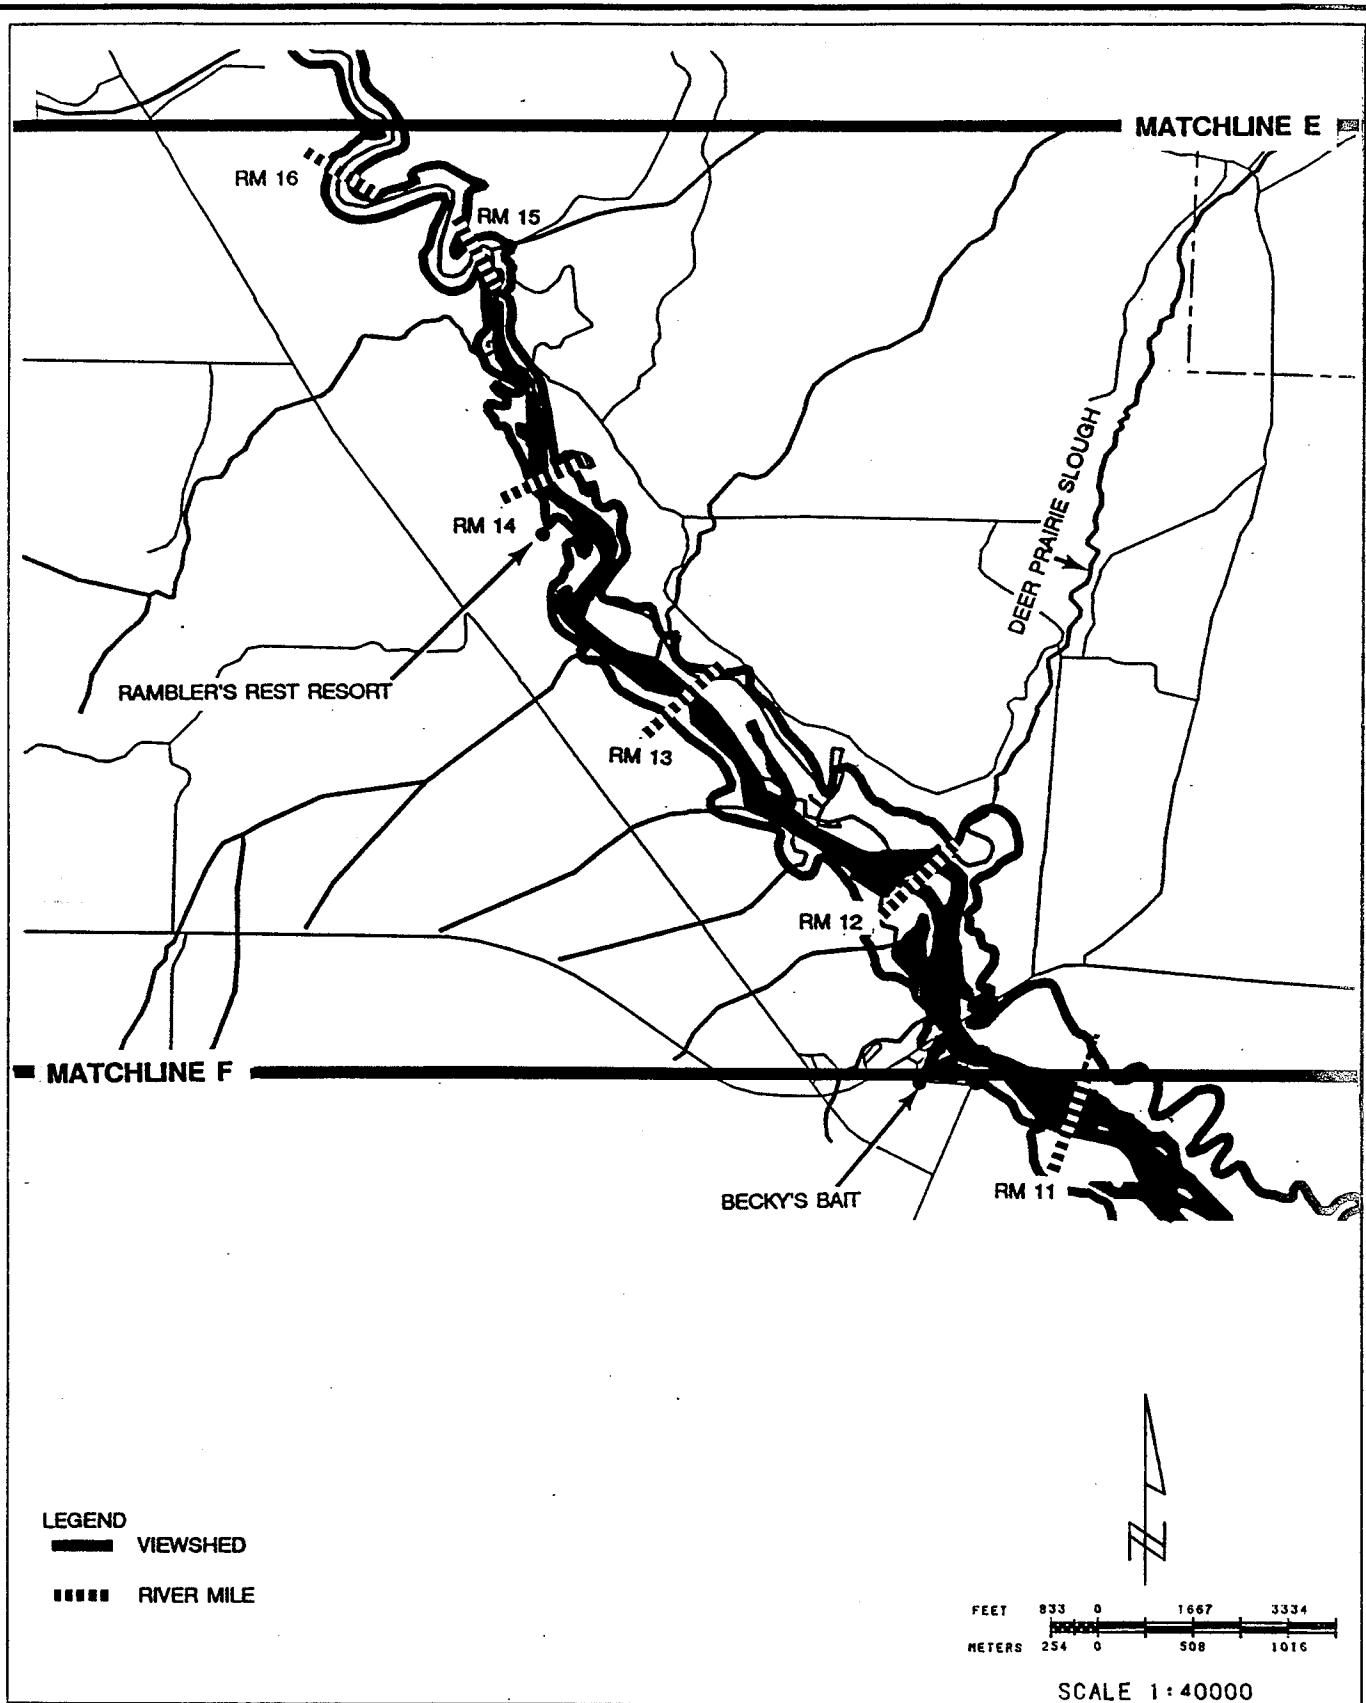 MATCHLINE E
RM 16
RM 15
DEER PRAIRIE SLOUGH
RM 14
RAMBLER'S REST RESORT
RM 13
RM 12
MATCHLINE F
BECKY'S BAIT
RM 11
N
LEGEND
VIEWSHED
RIVER MILE
FEET 833 0 1667 3334
METERS 254 0 508 1016
SCALE 1:40000